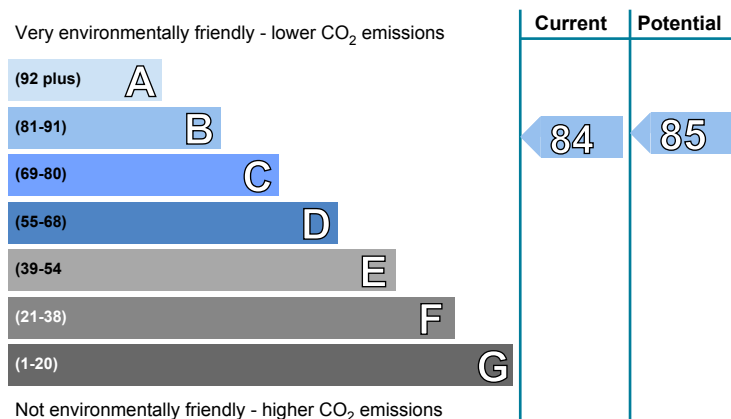 Very environmentally friendly - lower CO₂ emissions
Current
Potential
(92 plus) A
(81-91) B
84
85
(69-80) C
(55-68) D
(39-54 E
(21-38) F
(1-20) G
Not environmentally friendly - higher CO₂ emissions